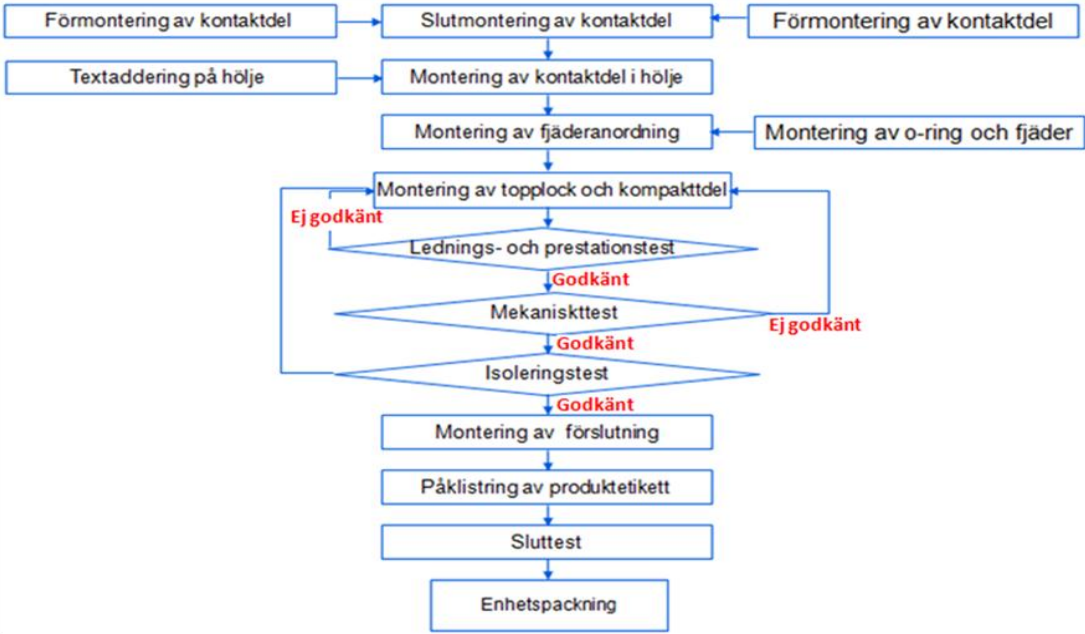 Förmontering av kontaktdel
Slutmontering av kontaktdel
Förmontering av kontaktdel
Textaddering på hölje
Montering av kontaktdel i hölje
Montering av fjäderanordning
Montering av o-ring och fjäder
Montering av topplock och kompakttdel
Ej godkänt
Lednings- och prestationstest
Godkänt
Mekaniskttest
Ej godkänt
Godkänt
Isoleringstest
Godkänt
Montering av förslutning
Påklistring av produktetikett
Sluttest
Enhetspackning